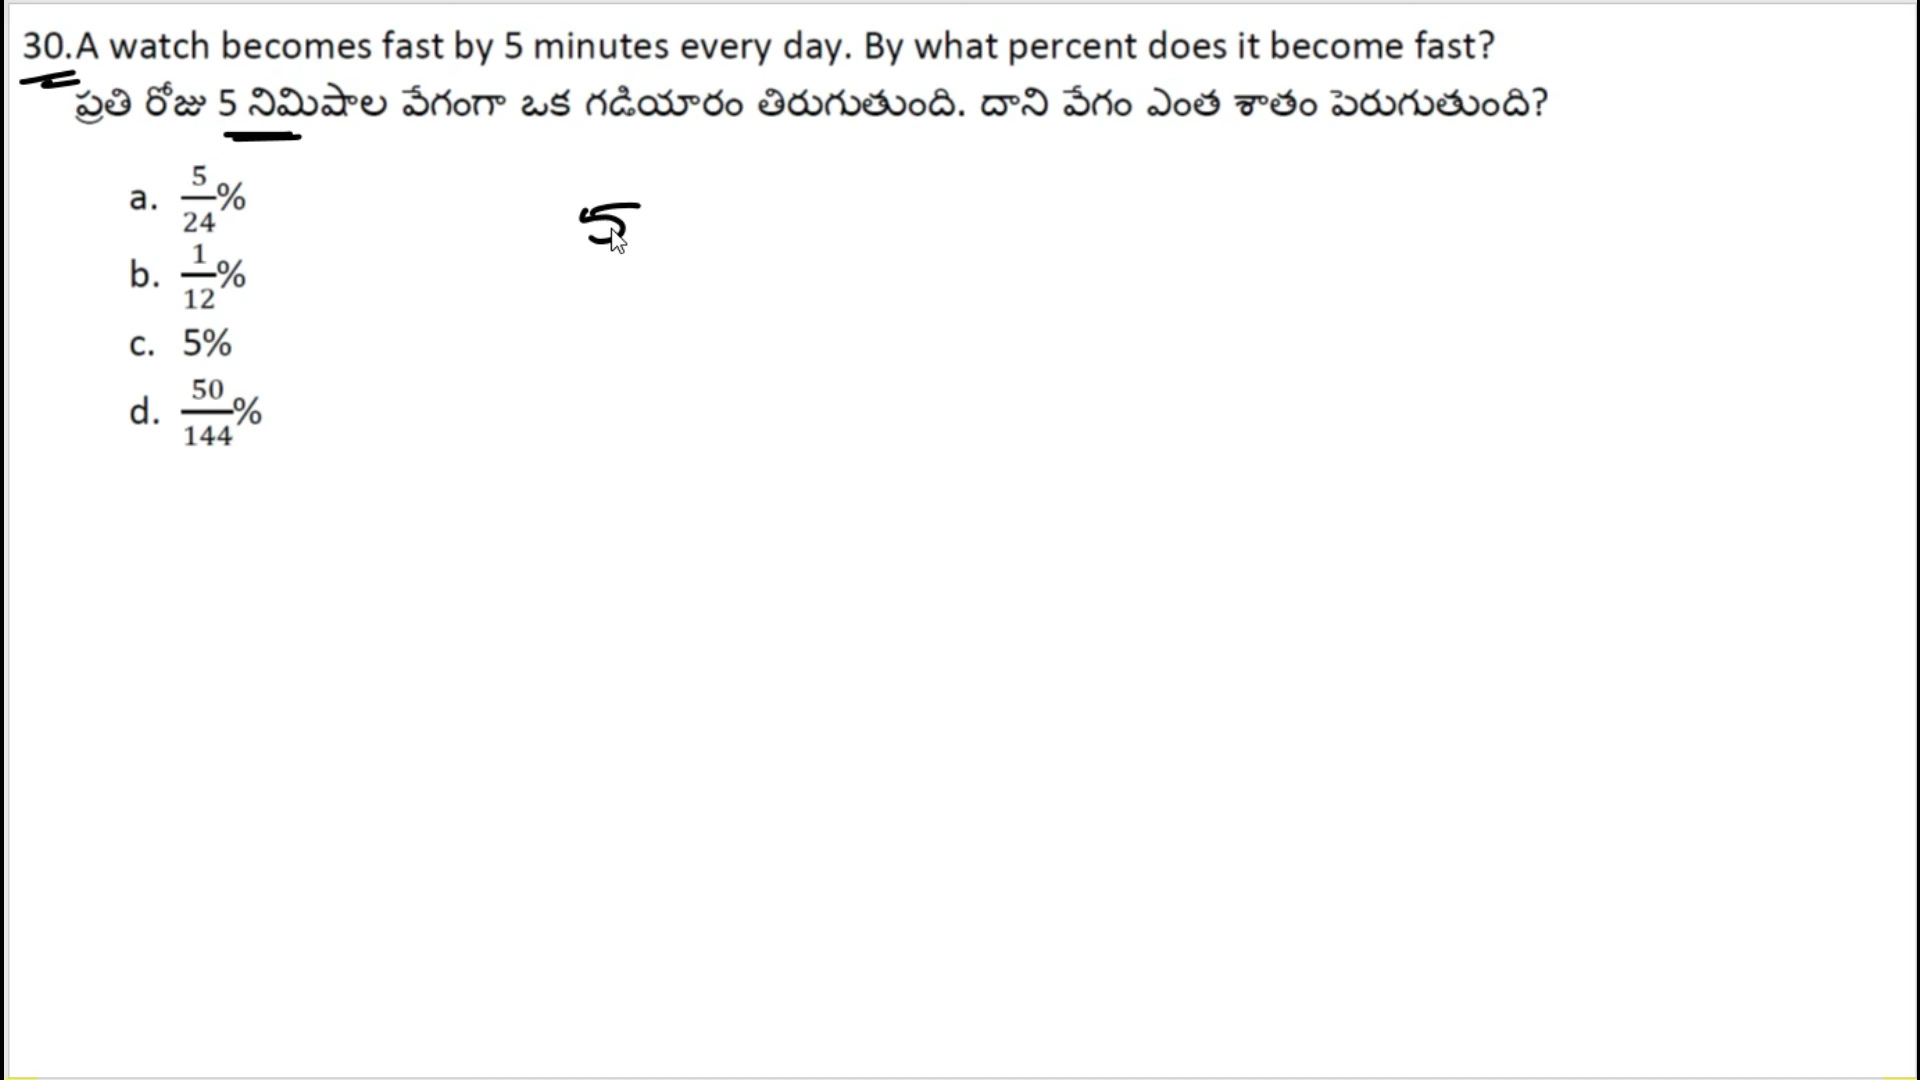 30.A watch becomes fast by 5 minutes every day. By what percent does it become fast?
ప్రతి రోజు 5 నిమిషాల వేగంగా ఒక గడియారం తిరుగుతుంది. దాని వేగం ఎంత శాతం పెరుగుతుంది?
a. 5/24%
b. 1/12%
c. 5%
d. 50/144%
5